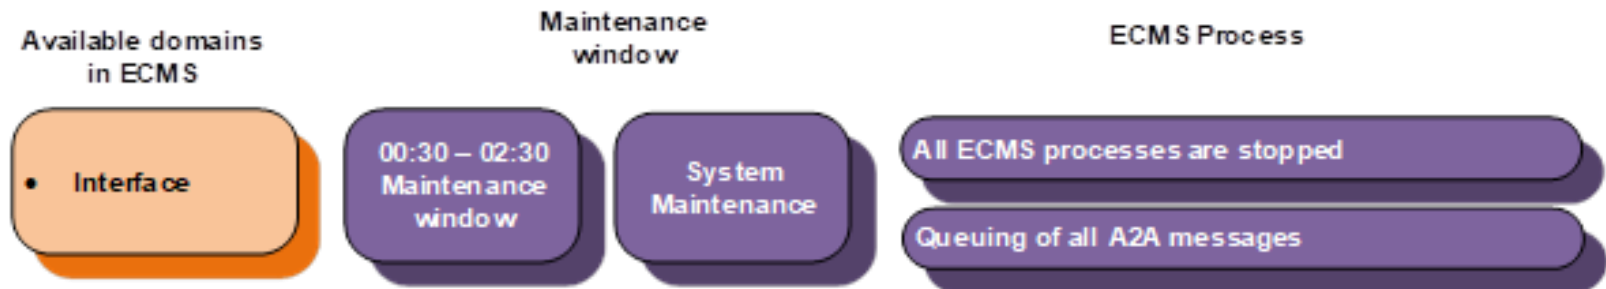 Available domains
in ECMS
Maintenance
window
ECMS Process
• Interface
00:30 – 02:30
Maintenance
window
System
Maintenance
All ECMS processes are stopped
Queuing of all A2A messages